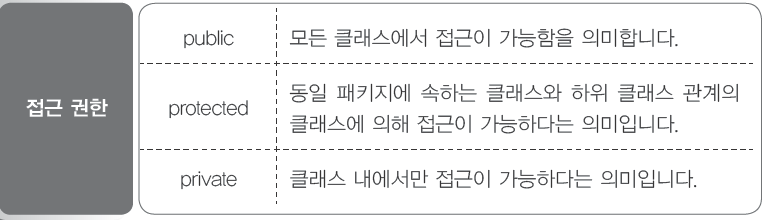 접근 권한
public
모든 클래스에서 접근이 가능함을 의미합니다.
protected
동일 패키지에 속하는 클래스와 하위 클래스 관계의
클래스에 의해 접근이 가능하다는 의미입니다.
private
클래스 내에서만 접근이 가능하다는 의미입니다.